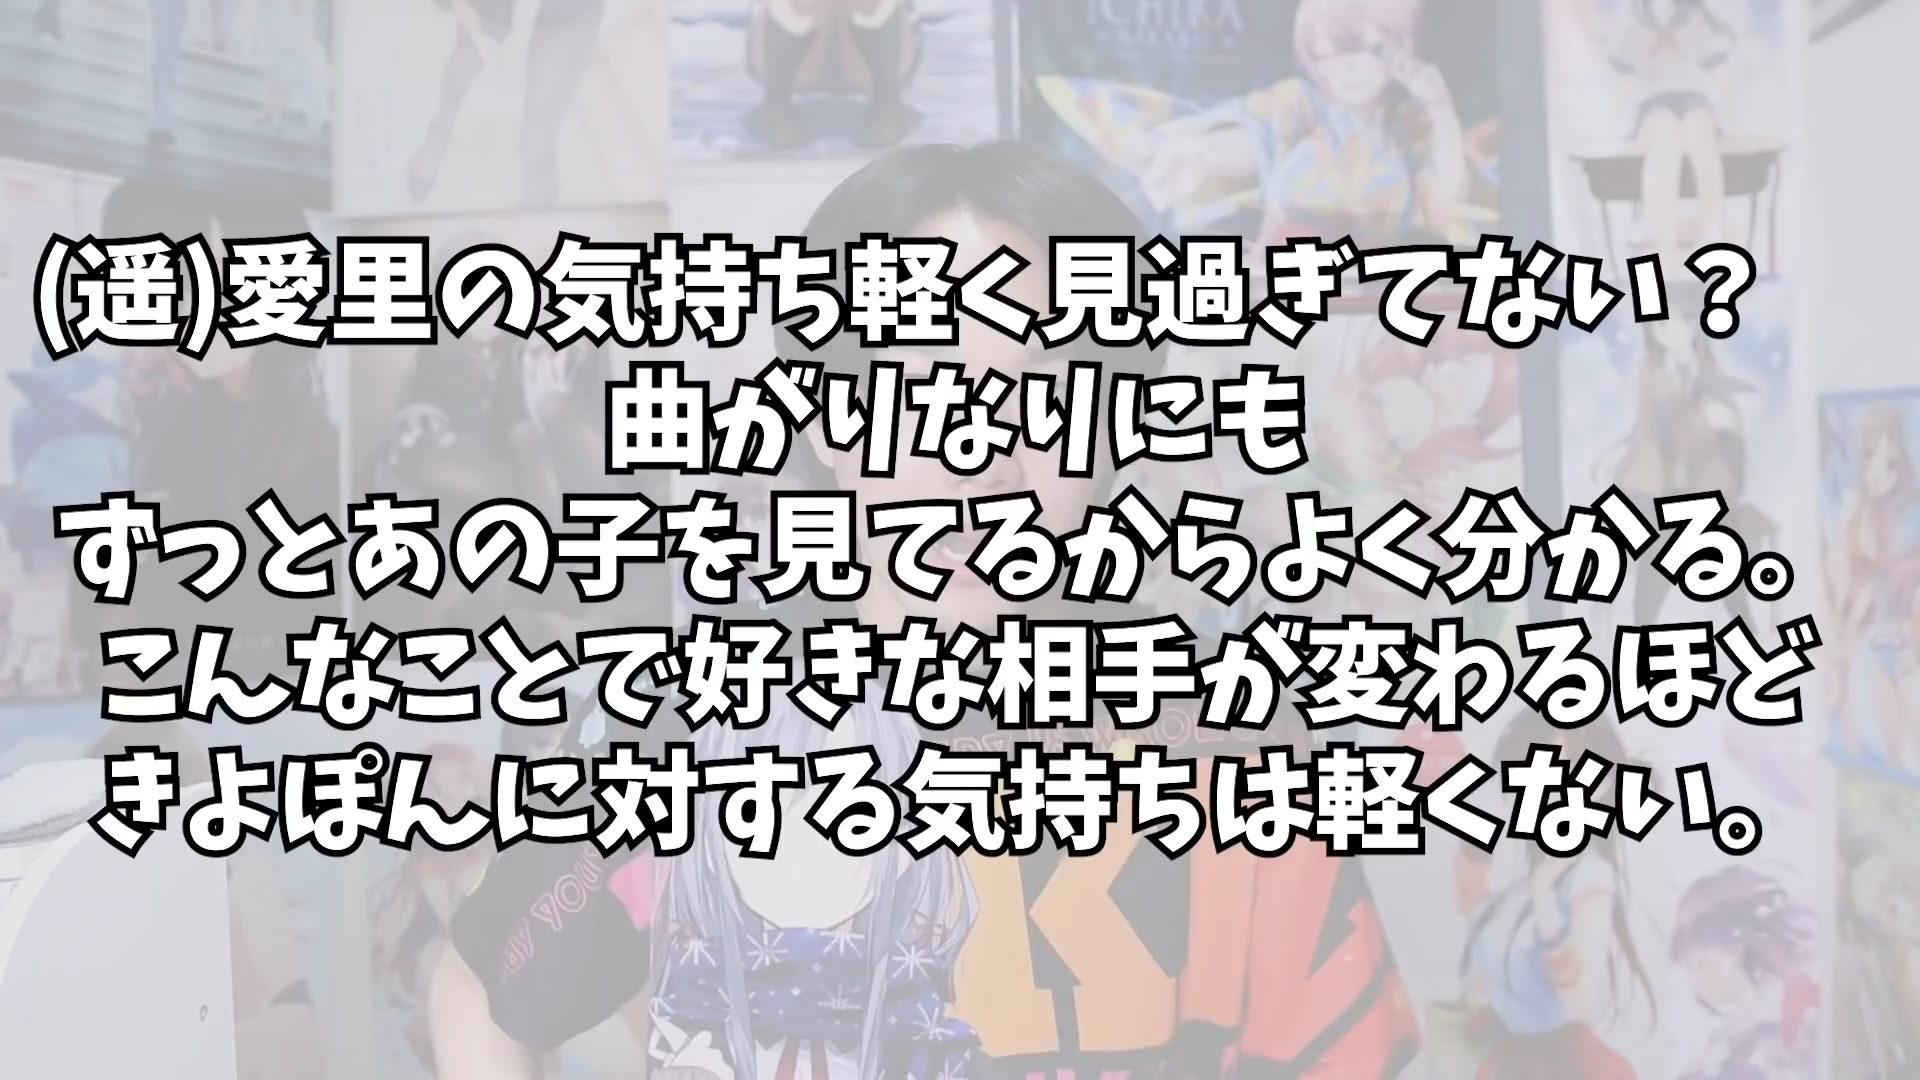 ICHIKA
(遥)愛里の気持ち軽く見過ぎてない？
曲がりなりにも
ずっとあの子を見てるからよく分かる。
こんなことで好きな相手が変わるほど
きよぽんに対する気持ちは軽くない。